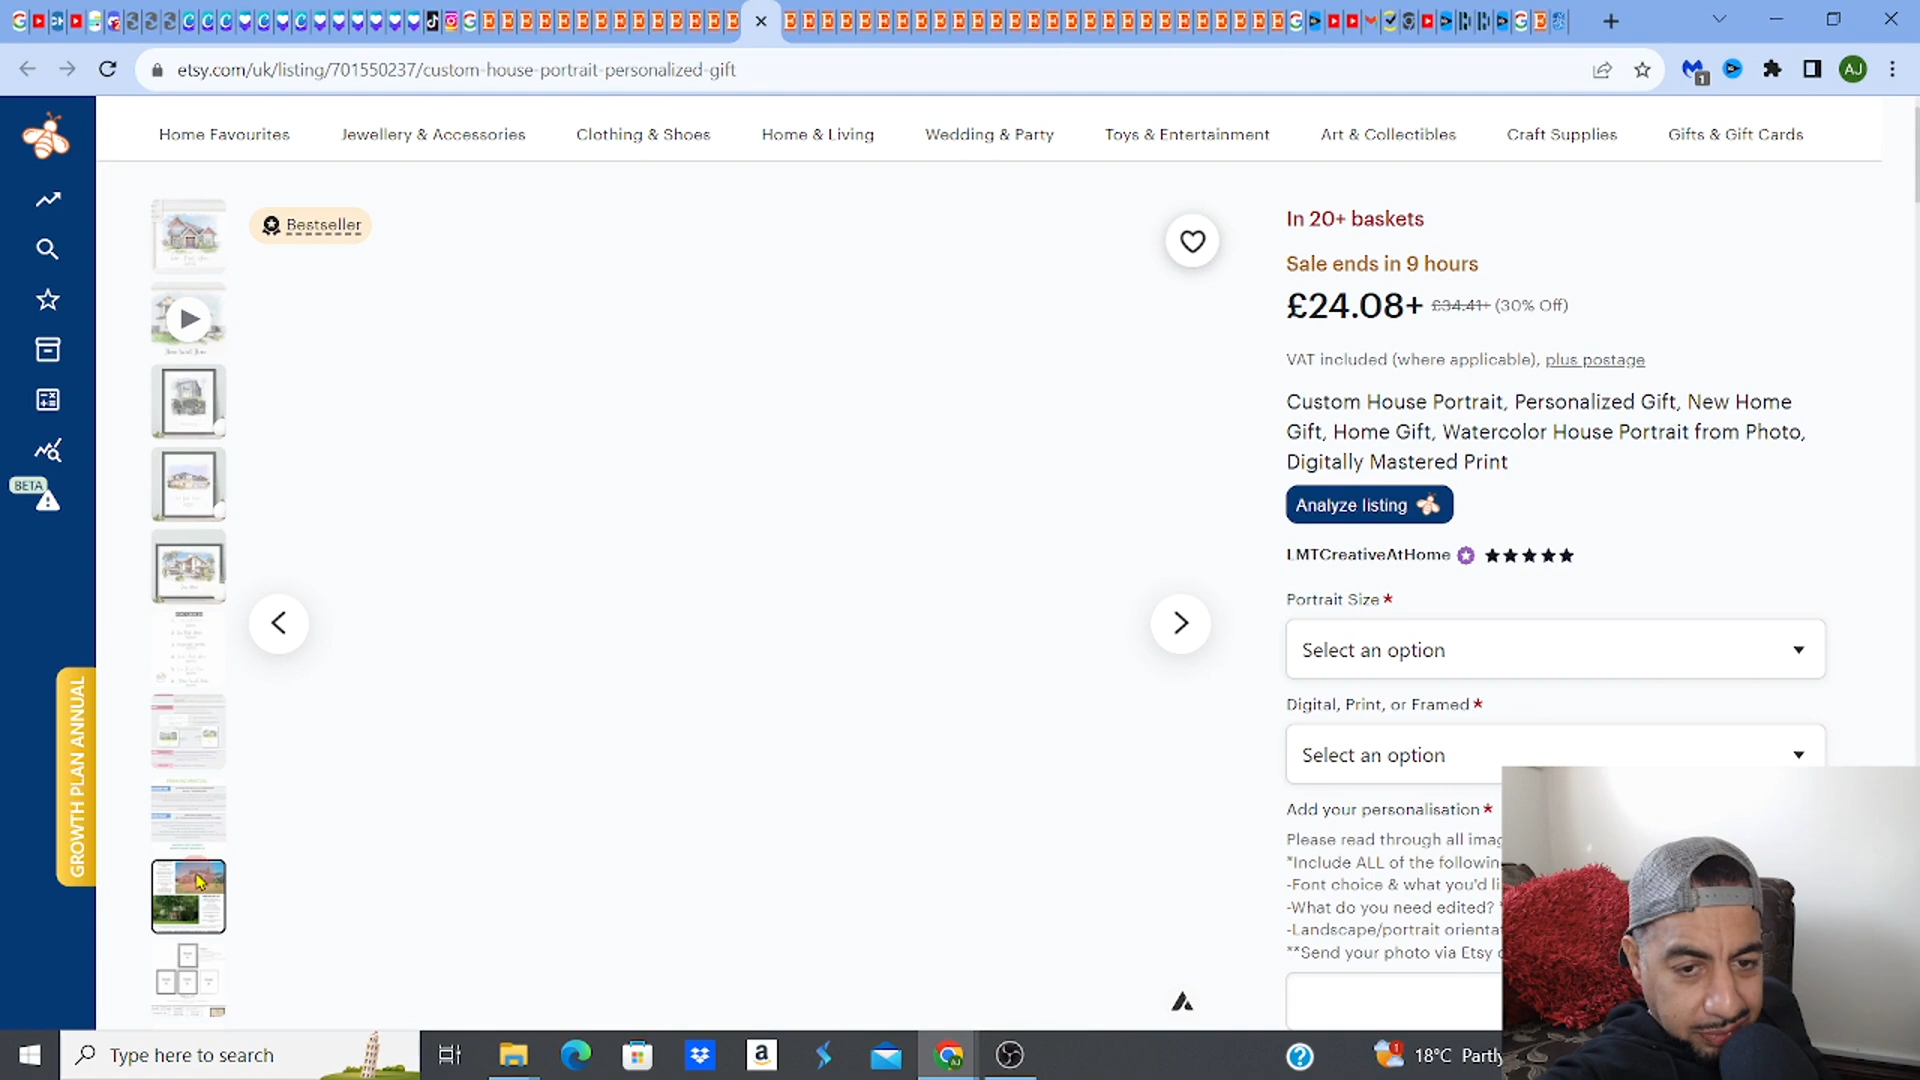 etsy.com/uk/listing/701550237/custom-house-portrait-personalized-gift
1
AJ
Home Favourites
Jewellery & Accessories
Clothing & Shoes
Home & Living
Wedding & Party
Toys & Entertainment
Art & Collectibles
Craft Supplies
Gifts & Gift Cards
Bestseller
In 20+ baskets
Sale ends in 9 hours
£24.08+ £34.41+ (30% Off)
VAT included (where applicable), plus postage
Custom House Portrait, Personalized Gift, New Home
Gift, Home Gift, Watercolor House Portrait from Photo,
Digitally Mastered Print
Analyze listing
LMTCreativeAtHome
Portrait Size *
Select an option
Digital, Print, or Framed *
Select an option
Add your personalisation *
Please read through all imag
*Include ALL of the following
-Font choice & what you'd li
-What do you need edited?
-Landscape/portrait orientat
**Send your photo via Etsy
BETA
GROWTH PLAN ANNUAL
Type here to search
1
18°C Partly